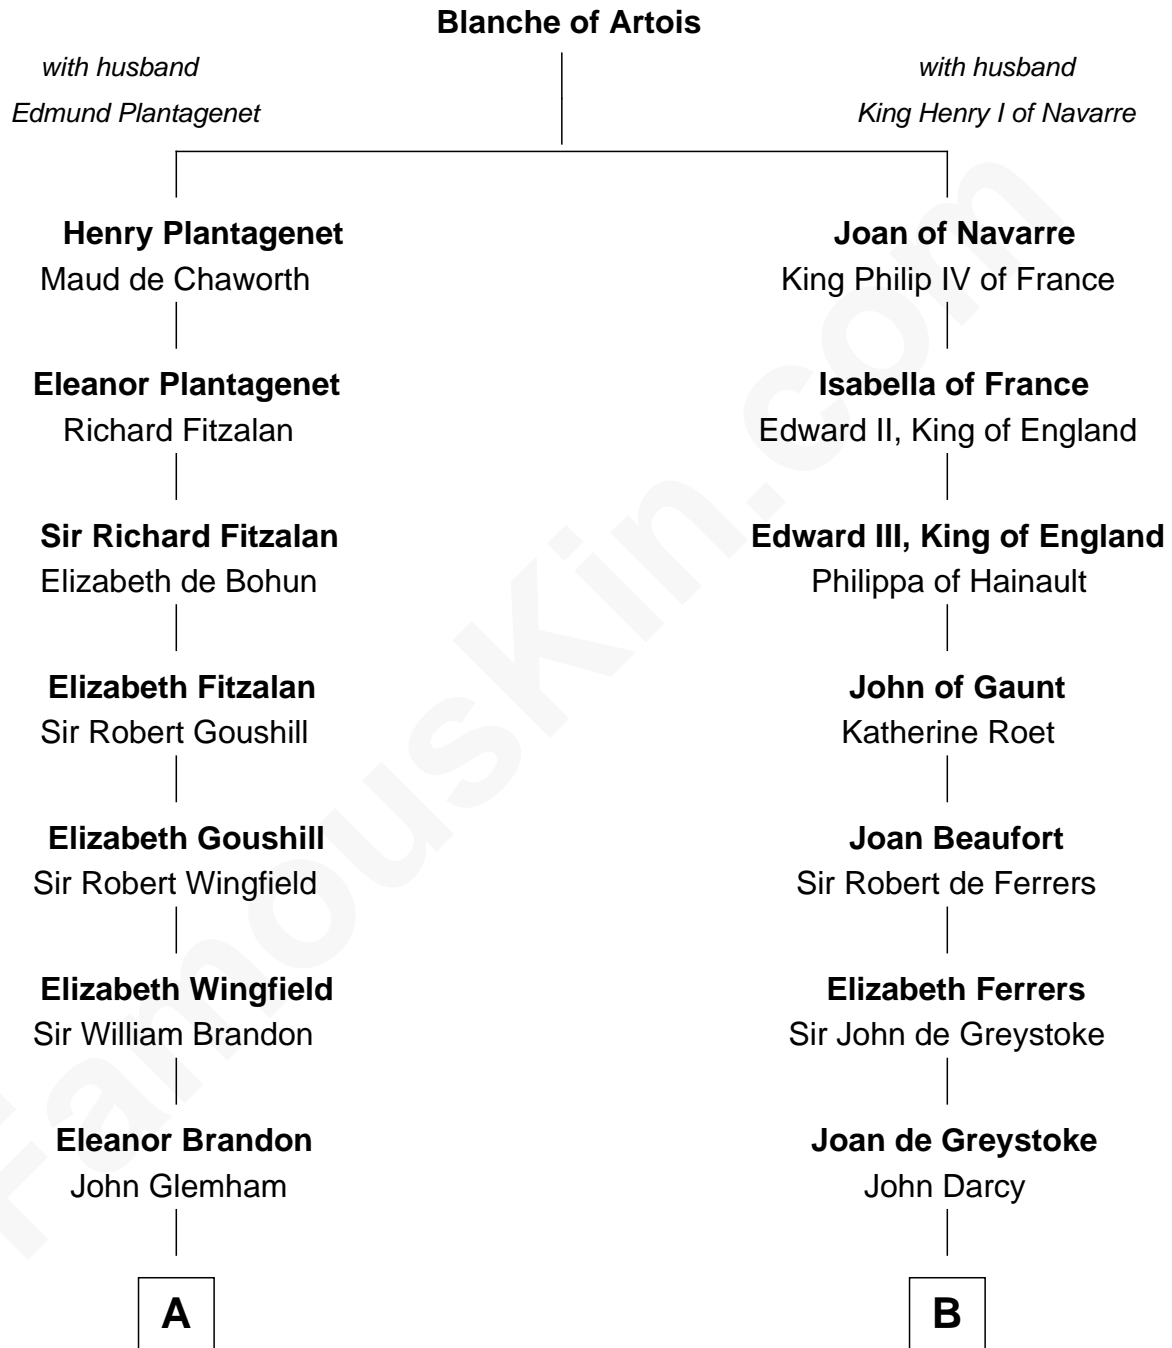 Blanche of Artois
with husband
Edmund Plantagenet
with husband
King Henry I of Navarre
Henry Plantagenet
Maud de Chaworth
Joan of Navarre
King Philip IV of France
Eleanor Plantagenet
Richard Fitzalan
Isabella of France
Edward II, King of England
Sir Richard Fitzalan
Elizabeth de Bohun
Edward III, King of England
Philippa of Hainault
Elizabeth Fitzalan
Sir Robert Goushill
John of Gaunt
Katherine Roet
Elizabeth Goushill
Sir Robert Wingfield
Joan Beaufort
Sir Robert de Ferrers
Elizabeth Wingfield
Sir William Brandon
Elizabeth Ferrers
Sir John de Greystoke
Eleanor Brandon
John Glemham
Joan de Greystoke
John Darcy
A
B
FamousKin.com